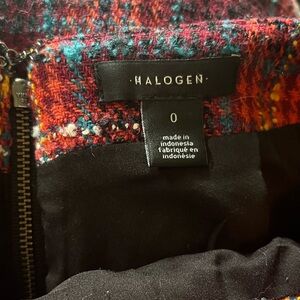 ·HALOGEN·
0
made in
indonesia
fabriqué en
indonésie